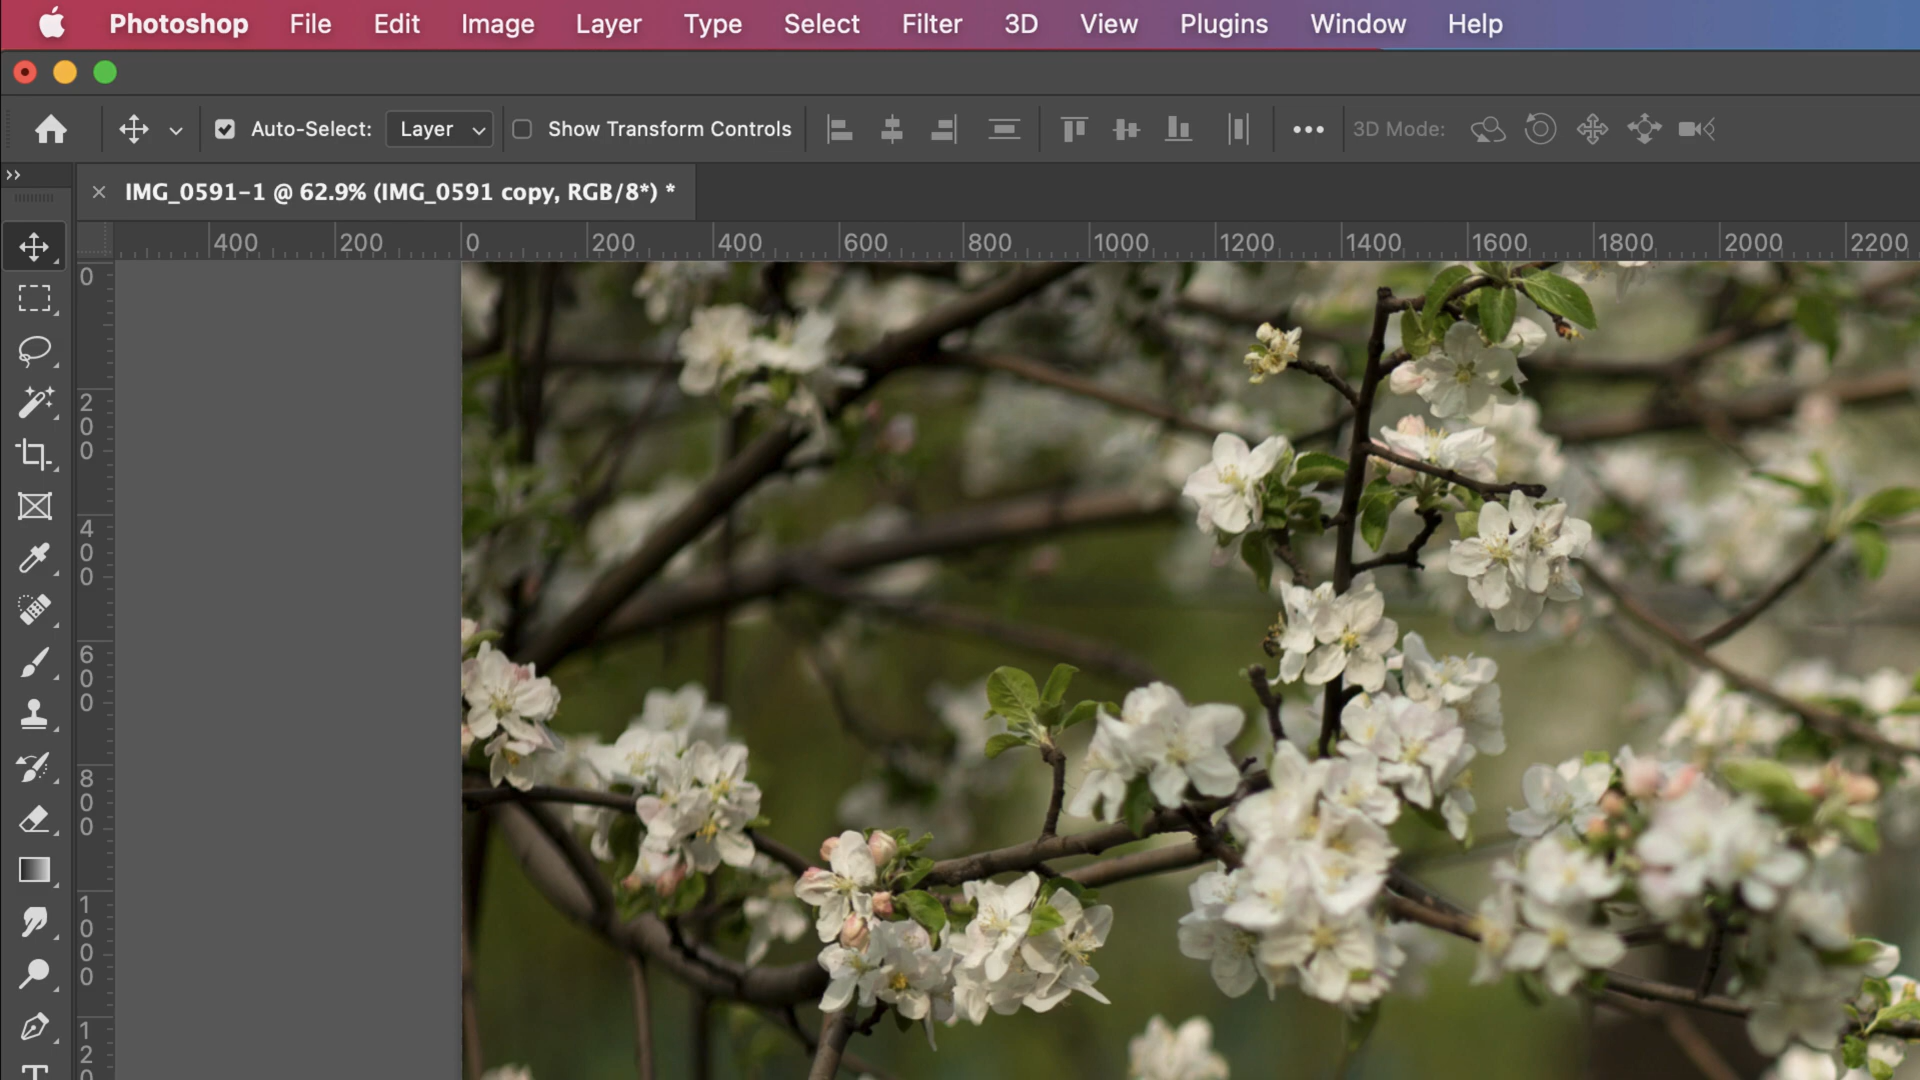 Photoshop File Edit Image Layer Type Select Filter 3D View Plugins Window Help
Auto-Select: Layer Show Transform Controls 3D Mode:
IMG_0591-1 @ 62.9% (IMG_0591 copy, RGB/8*) *
400 200 0 200 400 600 800 1000 1200 1400 1600 1800 2000 2200
0
200
400
600
800
1000
120